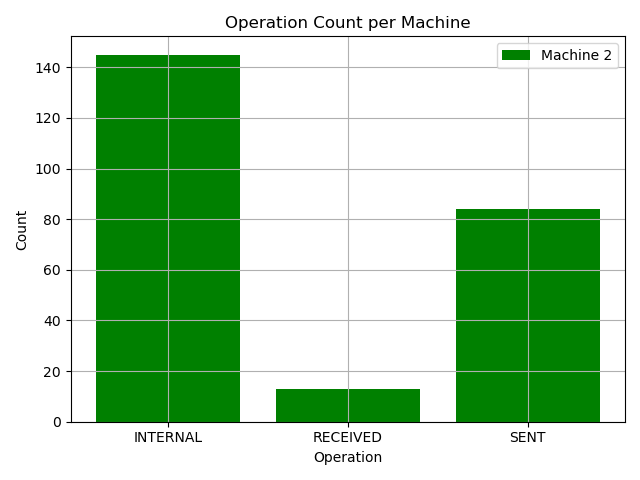 Operation Count per Machine
Machine 2
140
120
100
80
60
40
20
0
Count
INTERNAL
RECEIVED
SENT
Operation